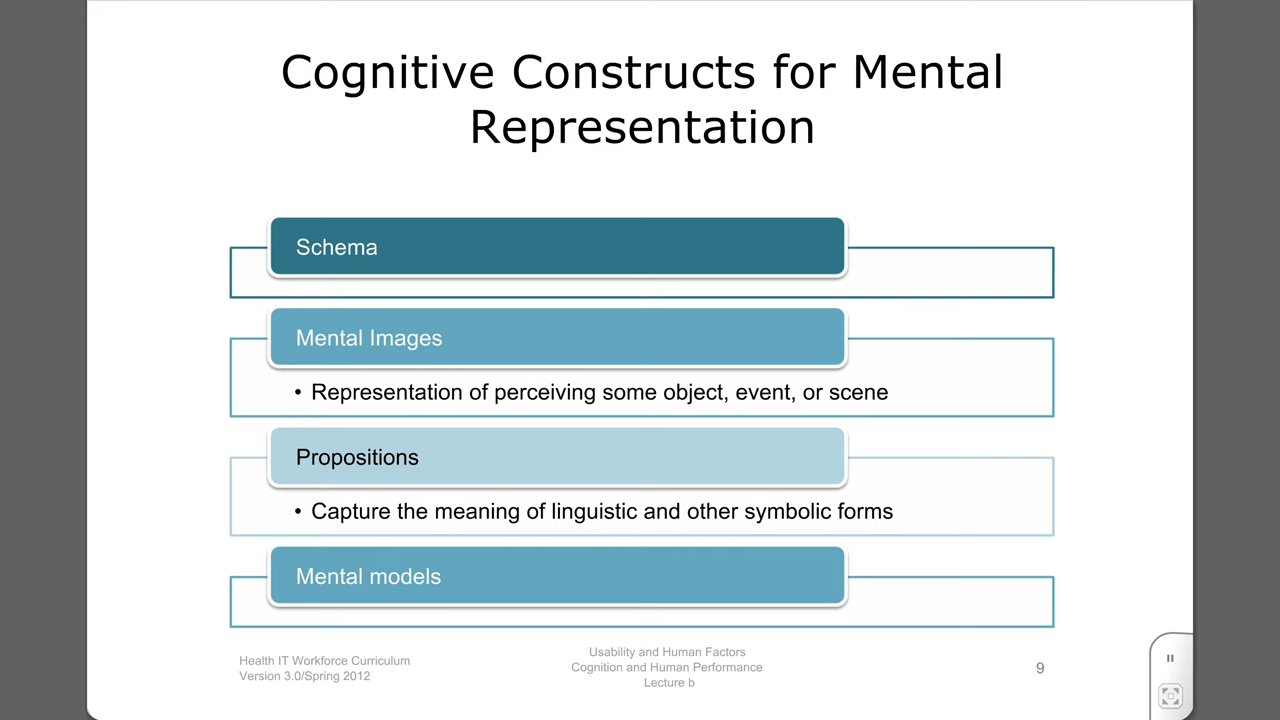 Cognitive Constructs for Mental
Representation
Schema
Mental Images
• Representation of perceiving some object, event, or scene
Propositions
• Capture the meaning of linguistic and other symbolic forms
Mental models
Health IT Workforce Curriculum
Version 3.0/Spring 2012
Usability and Human Factors
Cognition and Human Performance
Lecture b
9